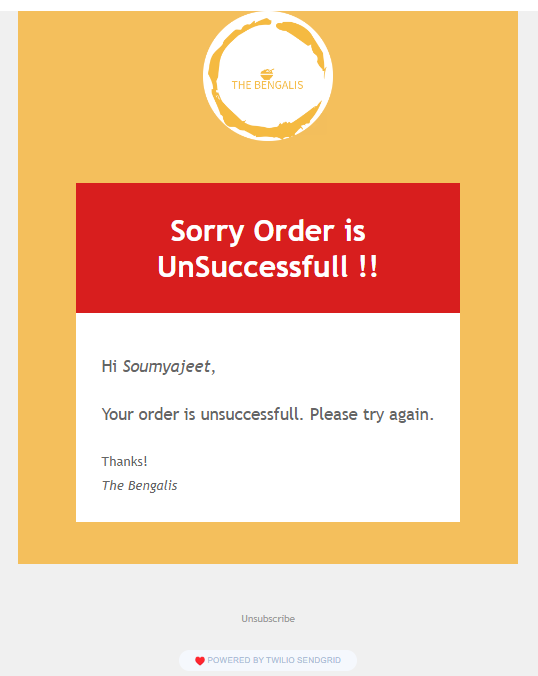 THE BENGALIS
Sorry Order is
UnSuccessfull !!
Hi Soumyajeet,
Your order is unsuccessfull. Please try again.
Thanks!
The Bengalis
Unsubscribe
POWERED BY TWILIO SENDGRID